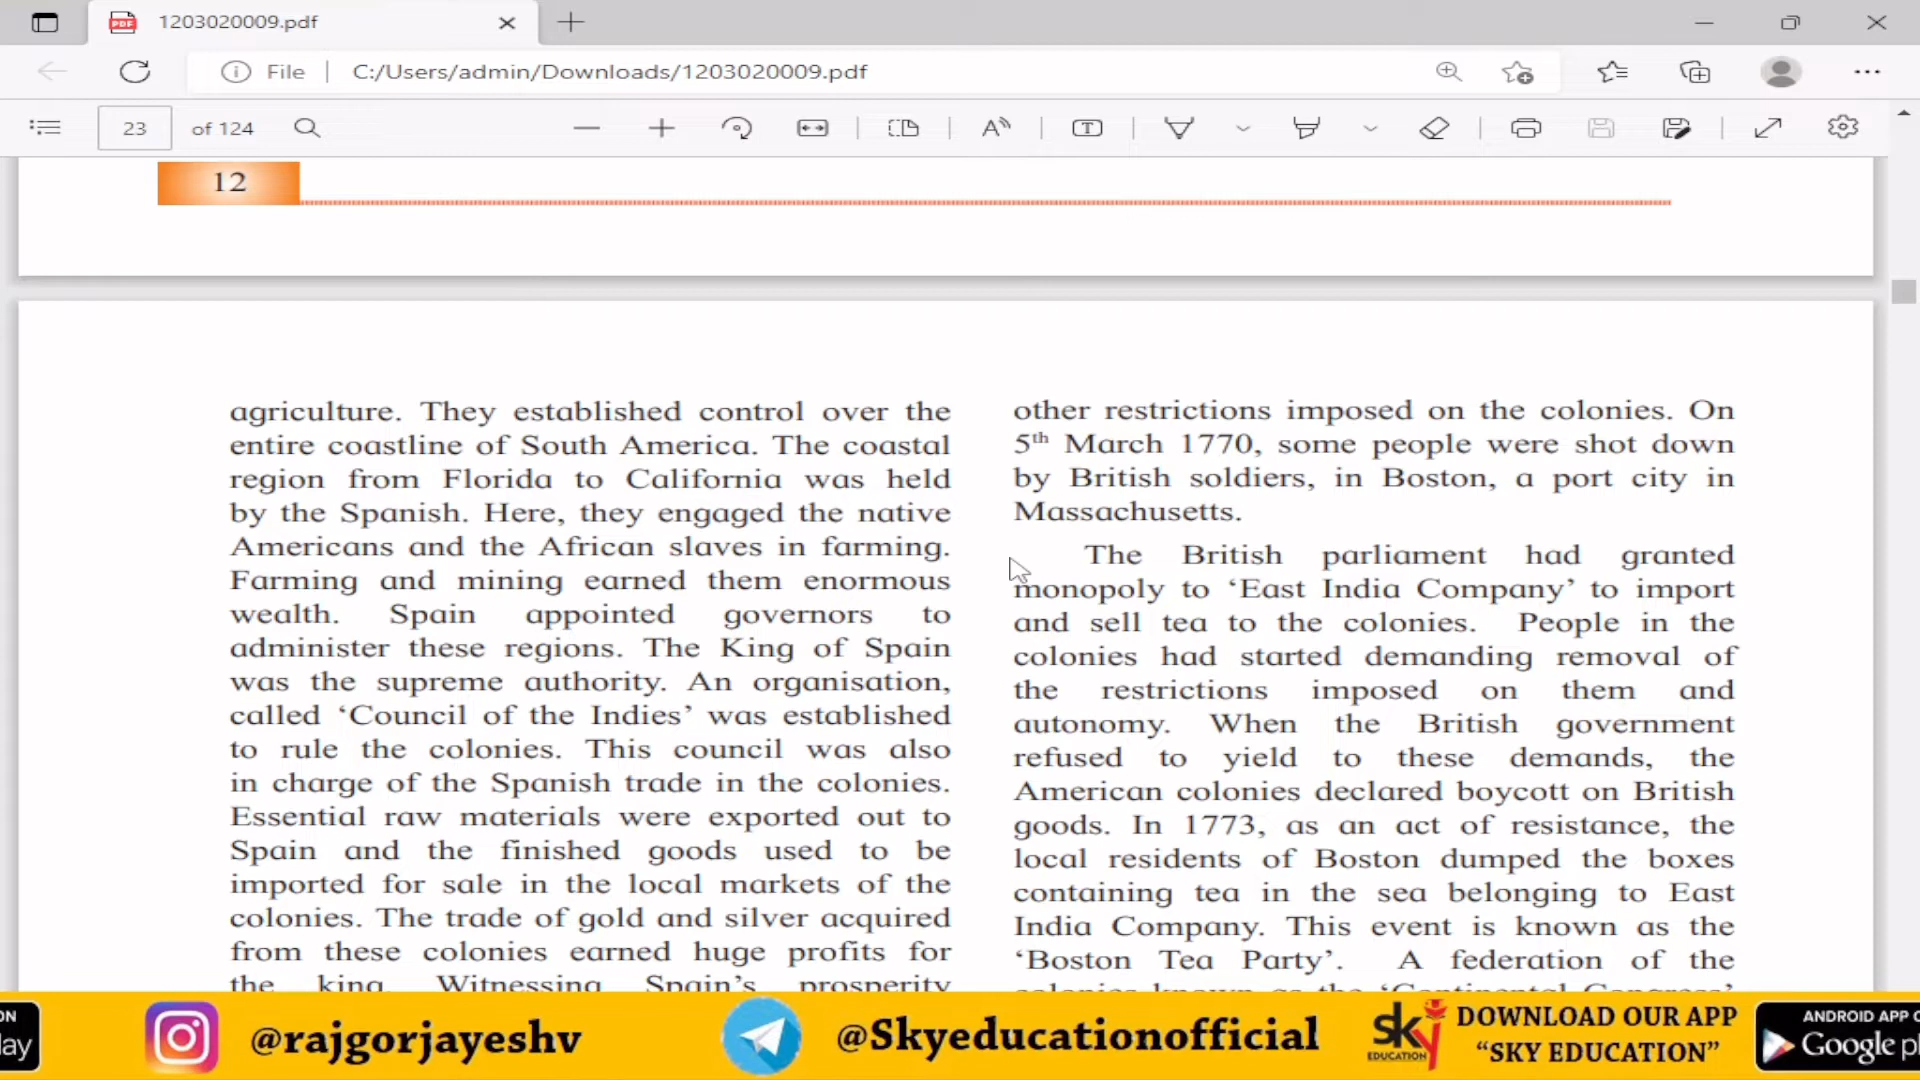 1203020009.pdf
File
C:/Users/admin/Downloads/1203020009.pdf
23
of 124
12
agriculture. They established control over the
entire coastline of South America. The coastal
region from Florida to California was held
by the Spanish. Here, they engaged the native
Americans and the African slaves in farming.
Farming and mining earned them enormous
wealth. Spain appointed governors to
administer these regions. The King of Spain
was the supreme authority. An organisation,
called ‘Council of the Indies’ was established
to rule the colonies. This council was also
in charge of the Spanish trade in the colonies.
Essential raw materials were exported out to
Spain and the finished goods used to be
imported for sale in the local markets of the
colonies. The trade of gold and silver acquired
from these colonies earned huge profits for
the king. Witnessing Spain’s prosperity
other restrictions imposed on the colonies. On
5th March 1770, some people were shot down
by British soldiers, in Boston, a port city in
Massachusetts.
The British parliament had granted
monopoly to ‘East India Company’ to import
and sell tea to the colonies. People in the
colonies had started demanding removal of
the restrictions imposed on them and
autonomy. When the British government
refused to yield to these demands, the
American colonies declared boycott on British
goods. In 1773, as an act of resistance, the
local residents of Boston dumped the boxes
containing tea in the sea belonging to East
India Company. This event is known as the
‘Boston Tea Party’. A federation of the
colonies known as the ‘Continental Congress’
ON
lay
@rajgorjayeshv
@Skyeducationofficial
sky
EDUCATION
DOWNLOAD OUR APP
“SKY EDUCATION”
ANDROID APP O
Google pl